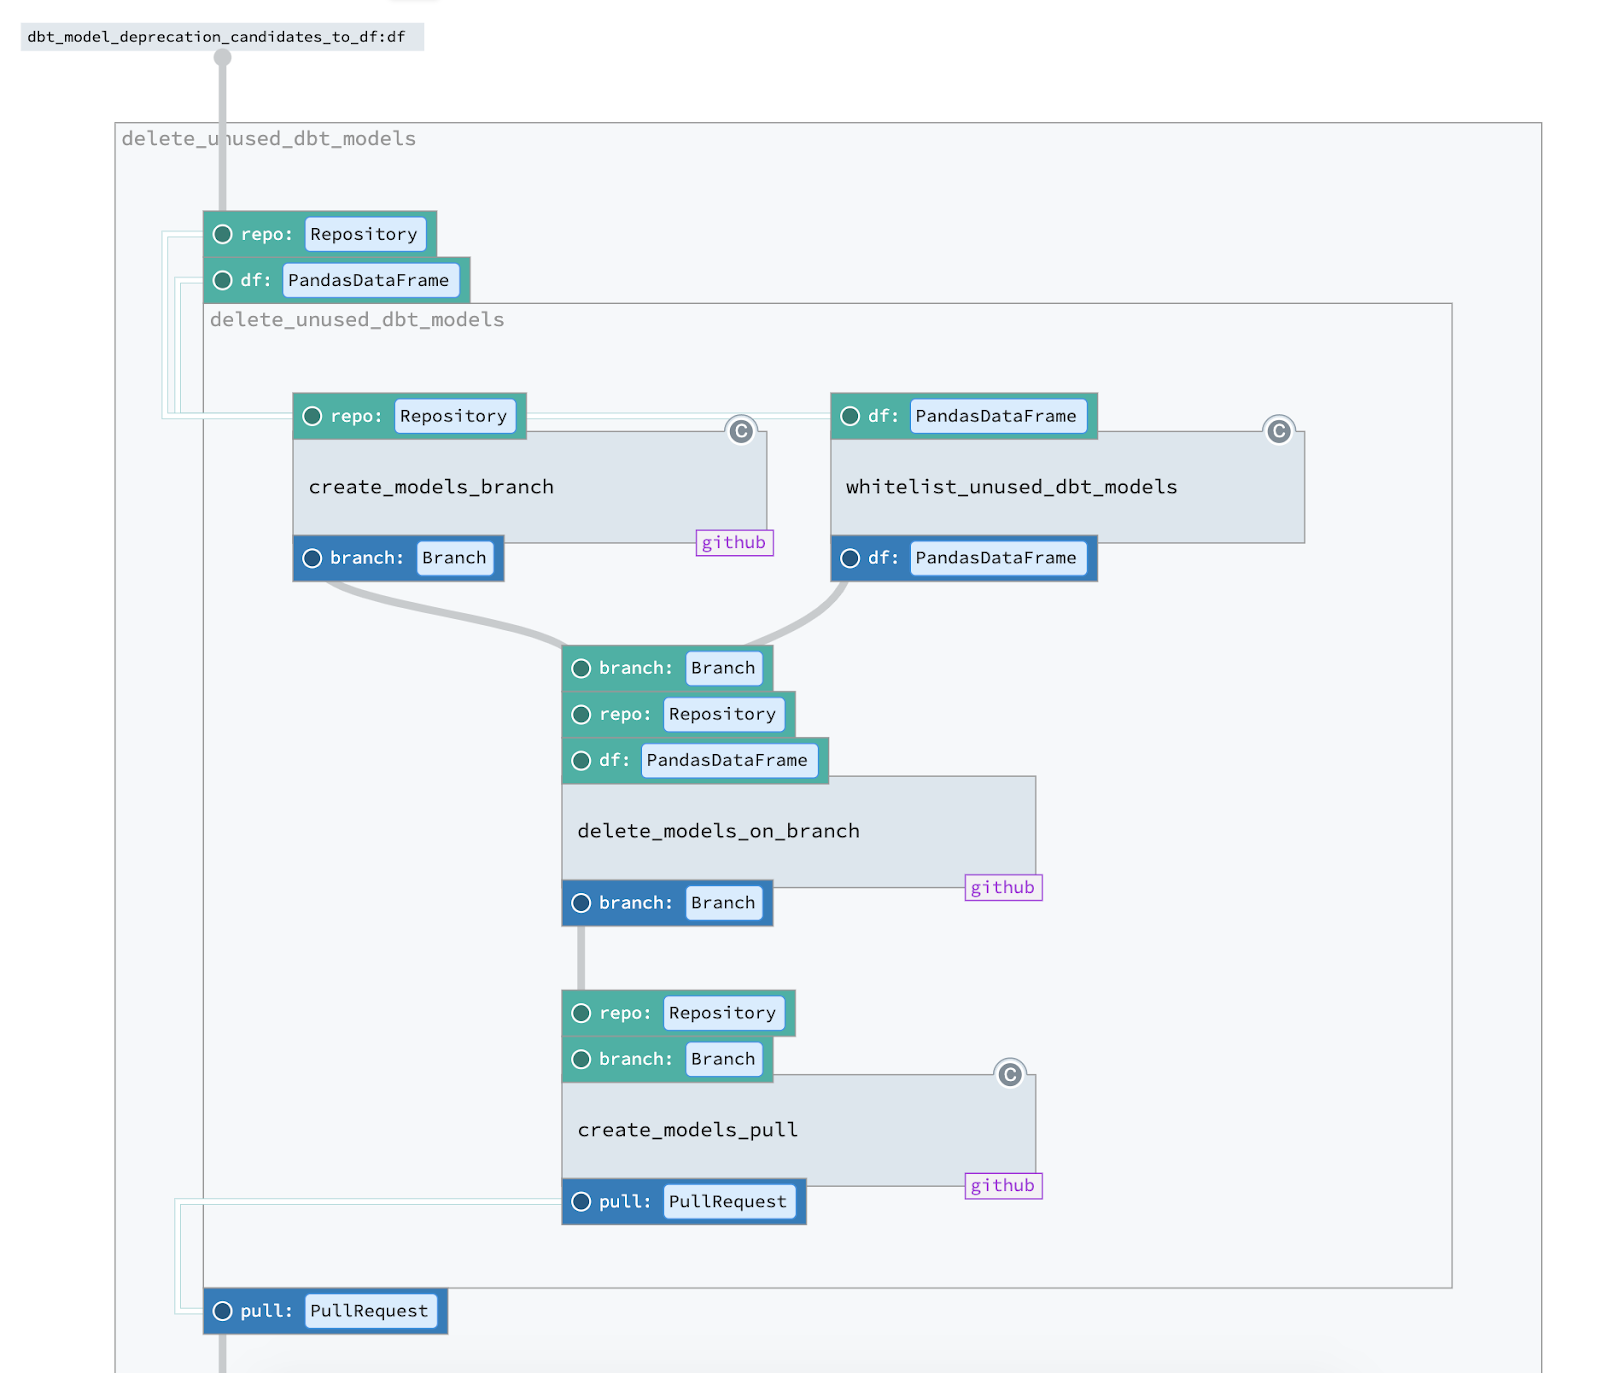 dbt_model_deprecation_candidates_to_df:df
delete_unused_dbt_models
repo: Repository
df: PandasDataFrame
delete_unused_dbt_models
repo: Repository
df: PandasDataFrame
C
C
create_models_branch
whitelist_unused_dbt_models
github
branch: Branch
df: PandasDataFrame
branch: Branch
repo: Repository
df: PandasDataFrame
delete_models_on_branch
github
branch: Branch
repo: Repository
branch: Branch
C
create_models_pull
github
pull: PullRequest
pull: PullRequest